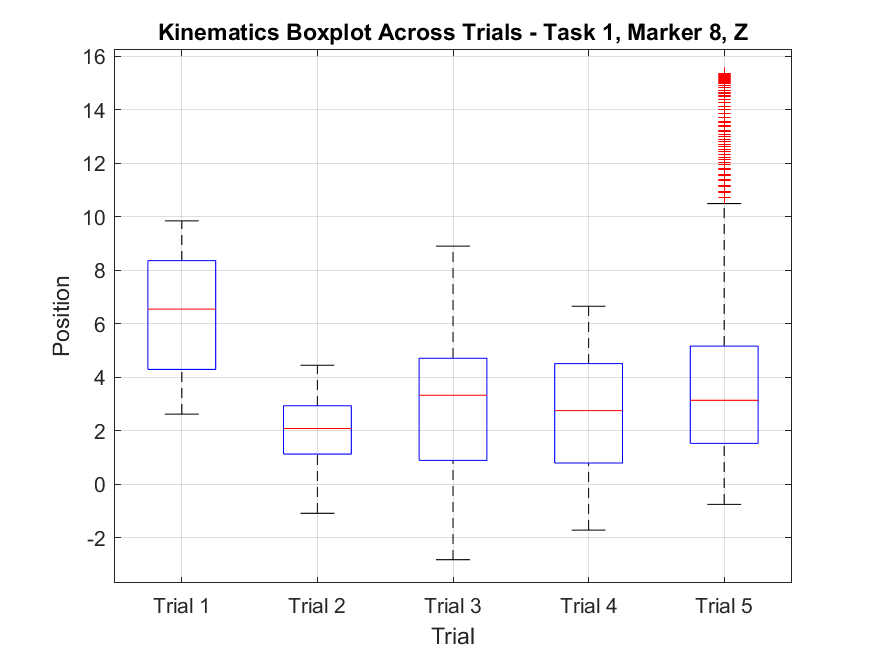 Kinematics Boxplot Across Trials - Task 1, Marker 8, Z
16
14
12
10
8
6
4
2
0
-2
Position
Trial 1 Trial 2 Trial 3 Trial 4 Trial 5
Trial